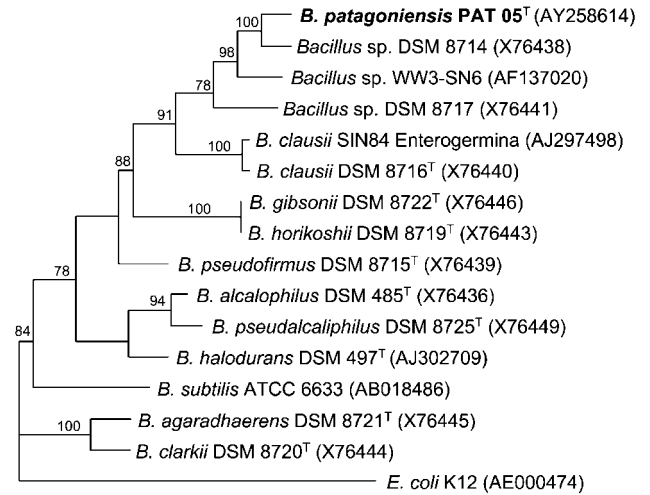 100 B. patagoniensis PAT 05ᵀ (AY258614)
Bacillus sp. DSM 8714 (X76438)
98
Bacillus sp. WW3-SN6 (AF137020)
78
Bacillus sp. DSM 8717 (X76441)
91
100 B. clausii SIN84 Enterogermina (AJ297498)
B. clausii DSM 8716ᵀ (X76440)
88
B. gibsonii DSM 8722ᵀ (X76446)
100
B. horikoshii DSM 8719ᵀ (X76443)
B. pseudofirmus DSM 8715ᵀ (X76439)
78
94 B. alcalophilus DSM 485ᵀ (X76436)
B. pseudalcaliphilus DSM 8725ᵀ (X76449)
84
B. halodurans DSM 497ᵀ (AJ302709)
B. subtilis ATCC 6633 (AB018486)
B. agaradhaerens DSM 8721ᵀ (X76445)
100
B. clarkii DSM 8720ᵀ (X76444)
E. coli K12 (AE000474)